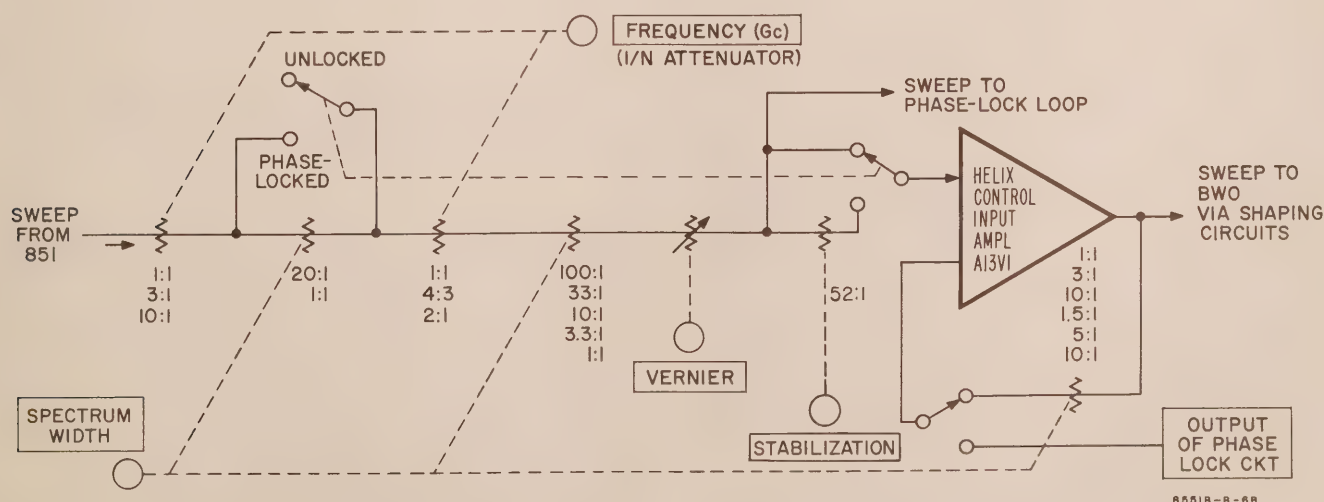 FREQUENCY (Gc)
(1/N ATTENUATOR)
UNLOCKED
PHASE-
LOCKED
SWEEP TO
PHASE-LOCK LOOP
SWEEP
FROM
851
1:1
3:1
10:1
20:1
1:1
1:1
4:3
2:1
100:1
33:1
10:1
3.3:1
1:1
52:1
HELIX
CONTROL
INPUT
AMPL
A13V1
SWEEP TO
BWO
VIA SHAPING
CIRCUITS
1:1
3:1
10:1
1.5:1
5:1
10:1
VERNIER
SPECTRUM
WIDTH
STABILIZATION
OUTPUT
OF PHASE
LOCK CKT
8551B-B-68